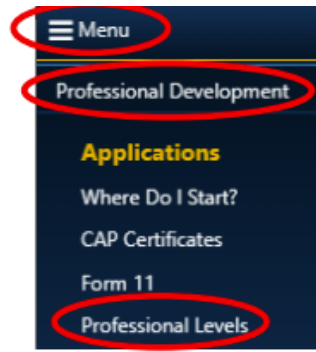 Menu
Professional Development
Applications
Where Do I Start?
CAP Certificates
Form 11
Professional Levels